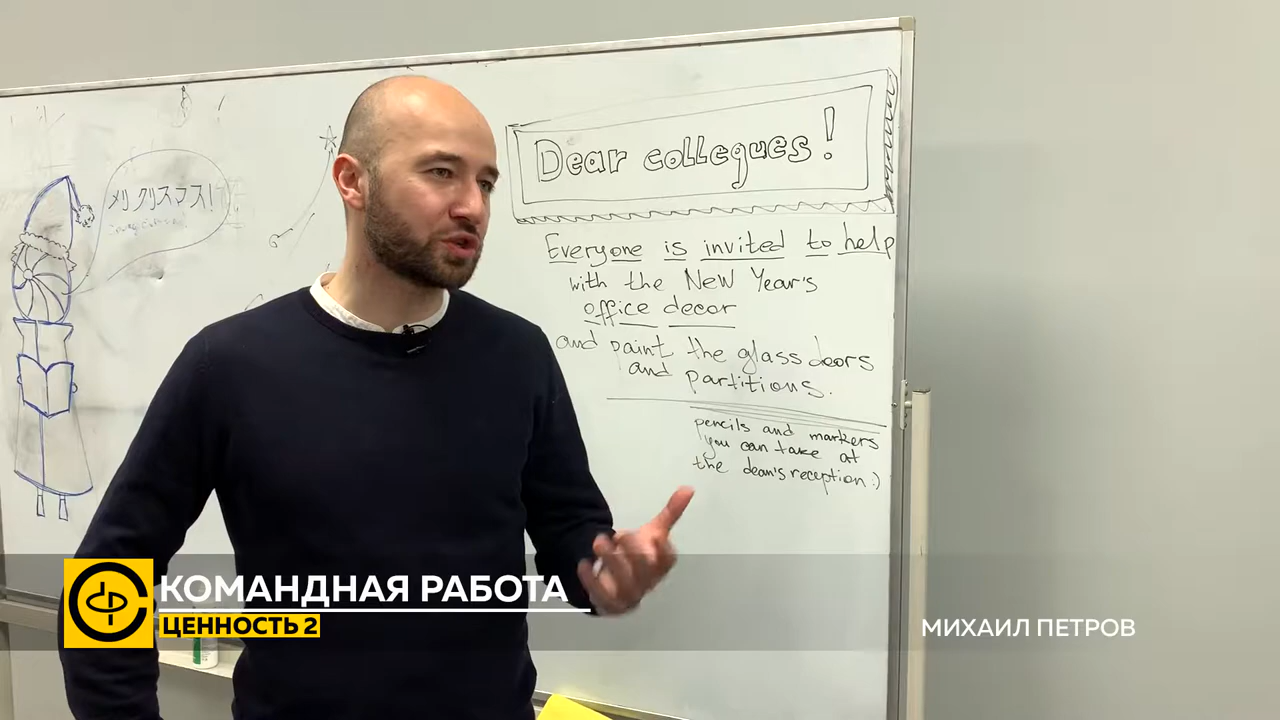 メリクリスマス!
Dear collegues!
Everyone is invited to help
with the New Year's
office decor
and paint the glass doors
and partitions.
pencils and markers
you can take at
the dean's reception :)
КОМАНДНАЯ РАБОТА
ЦЕННОСТЬ 2
МИХАИЛ ПЕТРОВ